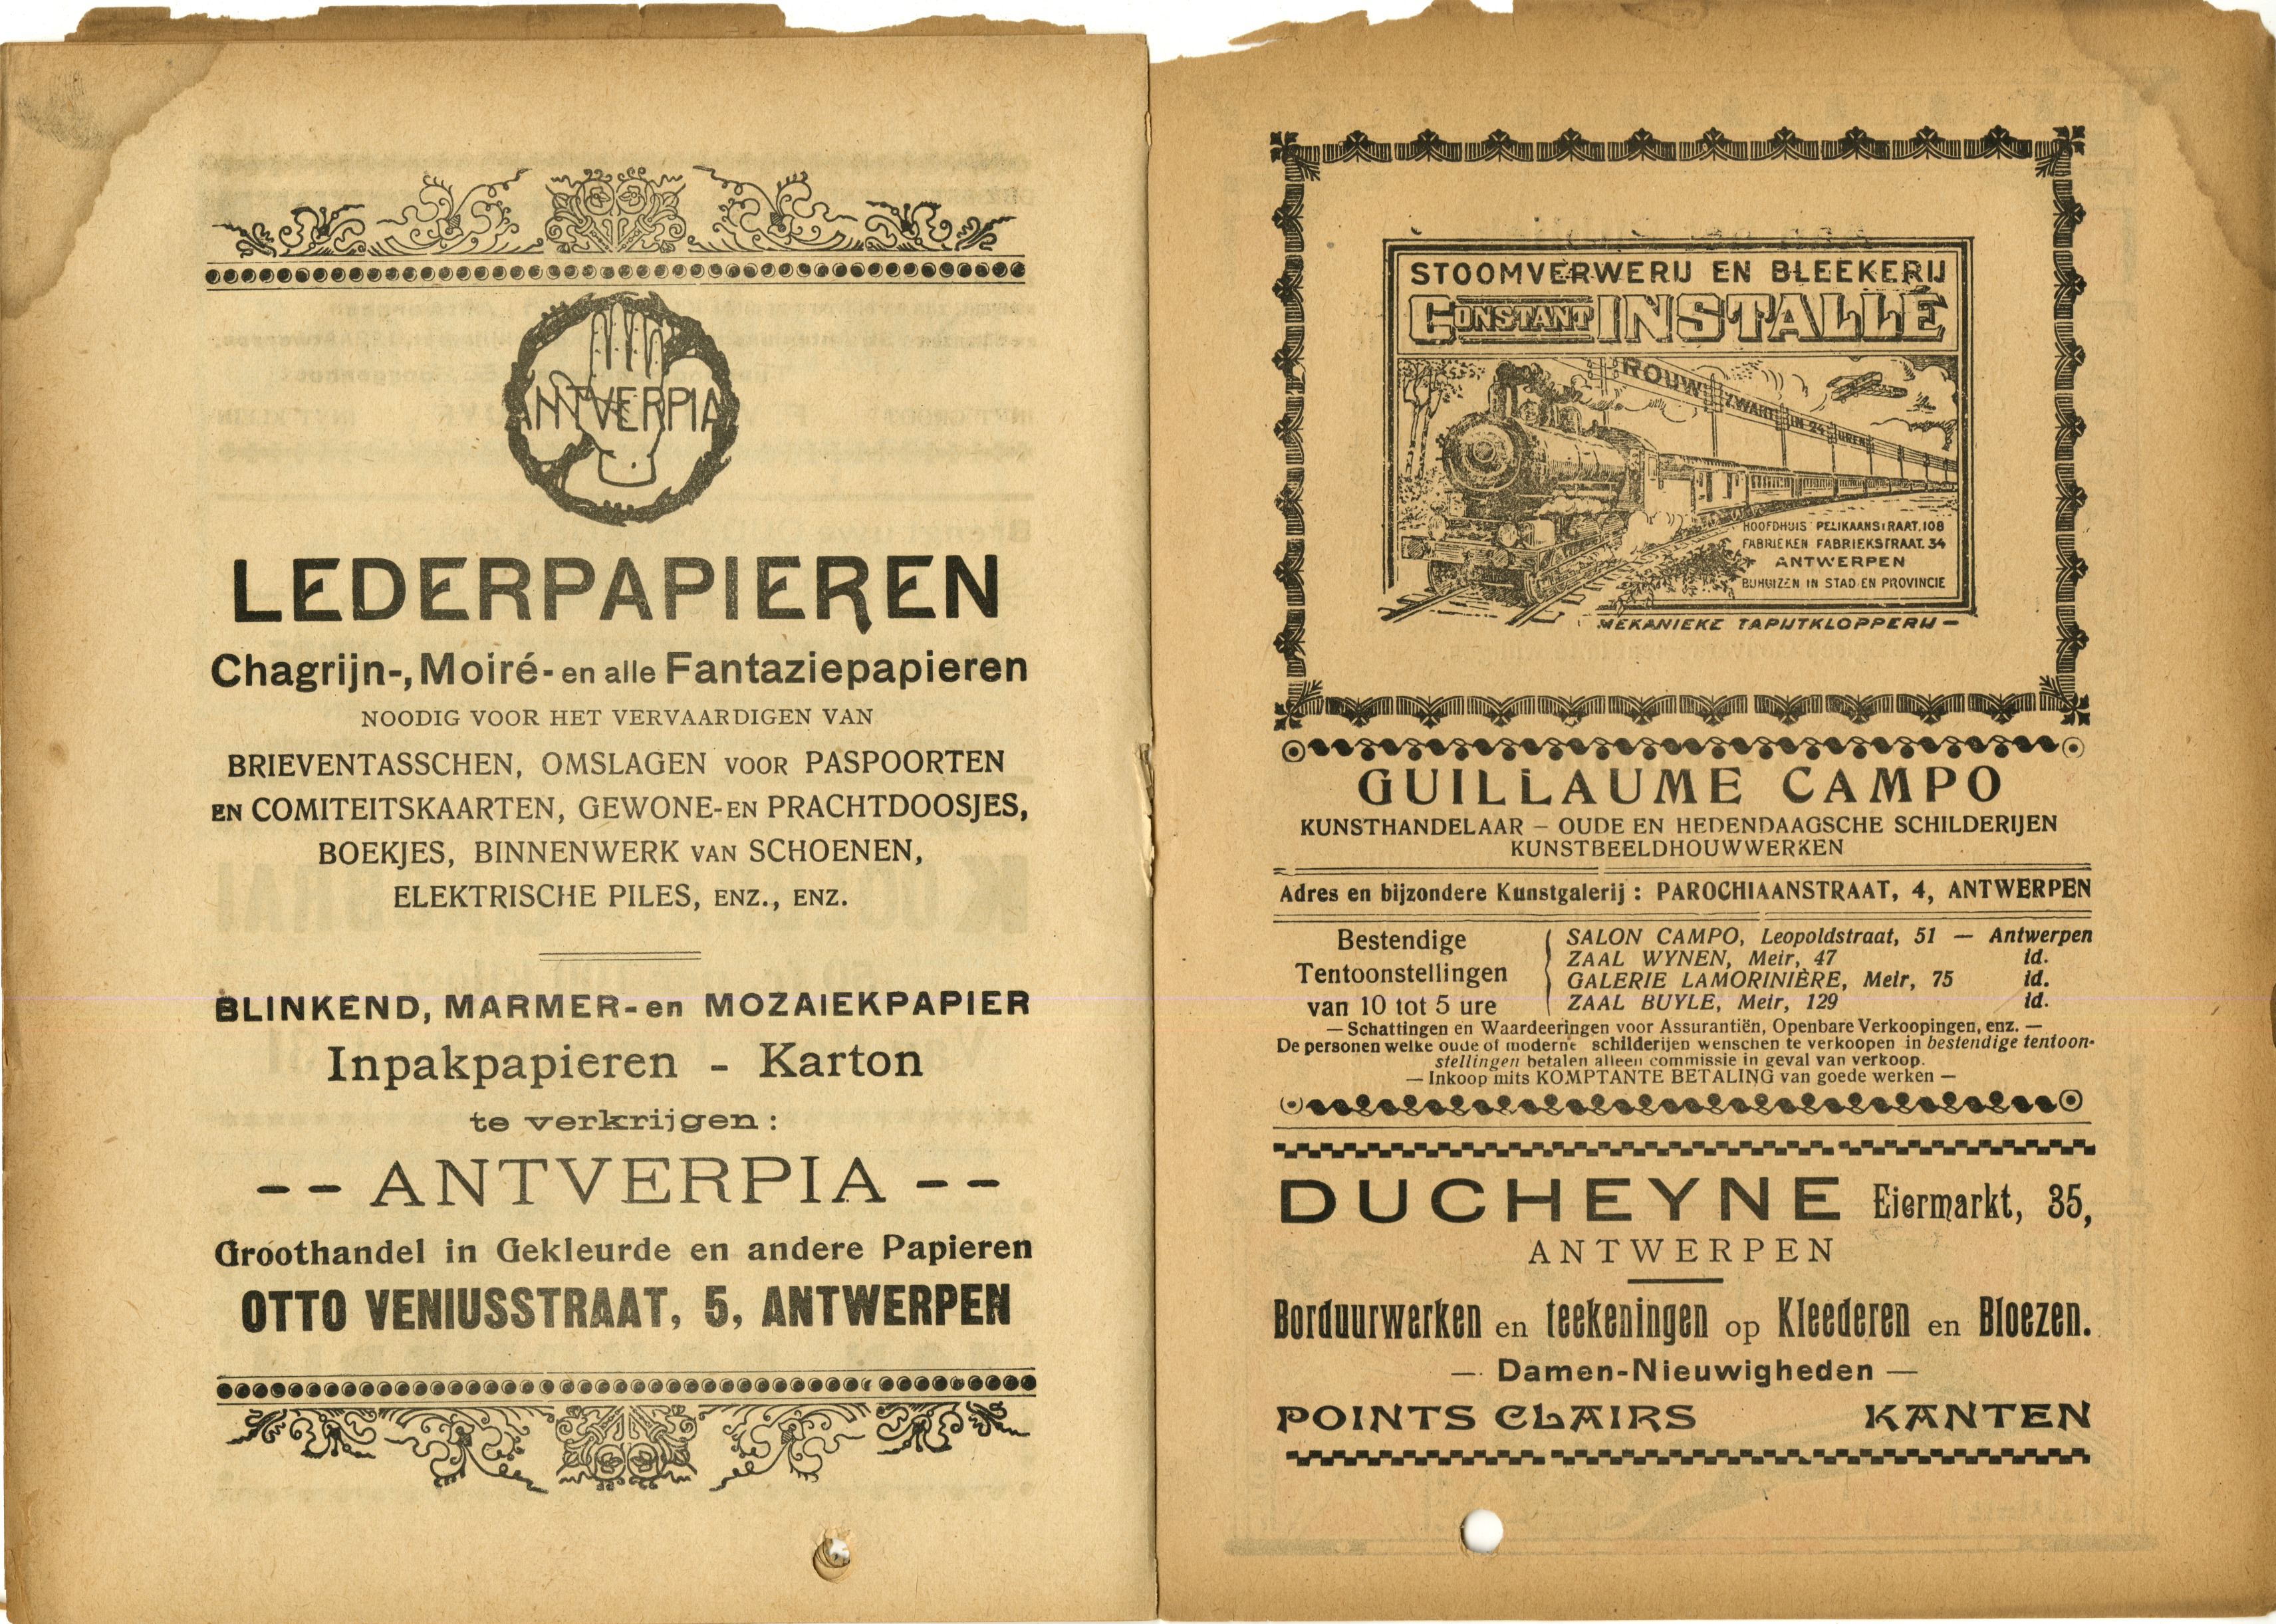 ANTVERPIA
LEDERPAPIEREN
Chagrijn-, Moiré- en alle Fantaziepapieren
NOODIG VOOR HET VERVAARDIGEN VAN
BRIEVENTASSCHEN, OMSLAGEN VOOR PASPOORTEN
EN COMITEITSKAARTEN, GEWONE- EN PRACHTDOOSJES,
BOEKJES, BINNENWERK VAN SCHOENEN,
ELEKTRISCHE PILES, ENZ., ENZ.
BLINKEND, MARMER- en MOZAIEKPAPIER
Inpakpapieren - Karton
te verkrijgen :
-- ANTVERPIA --
Groothandel in Gekleurde en andere Papieren
OTTO VENIUSSTRAAT, 5, ANTWERPEN
STOOMVERWERIJ EN BLEEKERIJ
CONSTANT INSTALLÉ
ROUW ZWART IN 24 UREN
HOOFDHUIS PELIKAANSTRAAT. 108
FABRIEKEN FABRIEKSTRAAT. 34
ANTWERPEN
BIJHUIZEN IN STAD EN PROVINCIE
MEKANIEKE TAPIJTKLOPPERIJ —
GUILLAUME CAMPO
KUNSTHANDELAAR — OUDE EN HEDENDAAGSCHE SCHILDERIJEN
KUNSTBEELDHOUWWERKEN
Adres en bijzondere Kunstgalerij : PAROCHIAANSTRAAT, 4, ANTWERPEN
Bestendige
Tentoonstellingen
van 10 tot 5 ure
SALON CAMPO, Leopoldstraat, 51 — Antwerpen
ZAAL WYNEN, Meir, 47 id.
GALERIE LAMORINIÈRE, Meir, 75 id.
ZAAL BUYLE, Meir, 129 id.
— Schattingen en Waardeeringen voor Assurantiën, Openbare Verkoopingen, enz. —
De personen welke oude of moderne schilderijen wenschen te verkoopen in bestendige tentoon-
stellingen betalen alleen commissie in geval van verkoop.
— Inkoop mits KOMPTANTE BETALING van goede werken —
DUCHEYNE Eiermarkt, 35,
ANTWERPEN
Borduurwerken en teekeningen op Kleederen en Bloezen.
— Damen-Nieuwigheden —
POINTS CLAIRS KANTEN